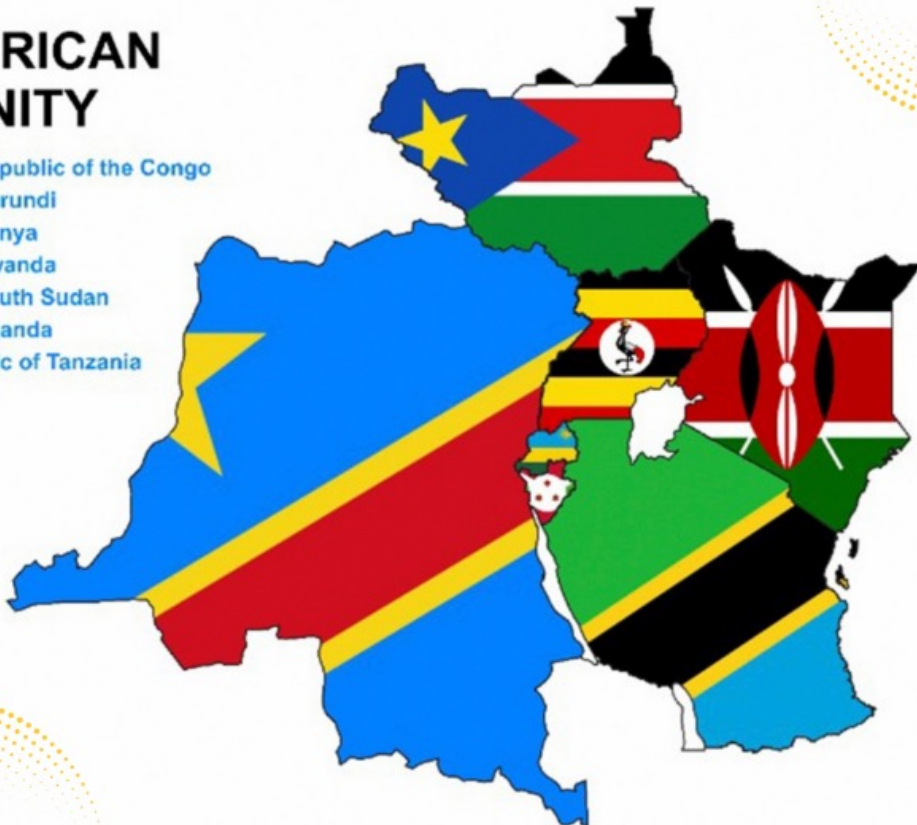 RICAN
NITY
public of the Congo
rundi
nya
wanda
uth Sudan
anda
c of Tanzania